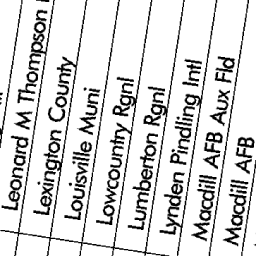 Leonard M Thompson
Lexington County
Louisville Muni
Lowcountry Rgnl
Lumberton Rgnl
Lynden Pindling Intl
Macdill AFB Aux Fld
Macdill AFB